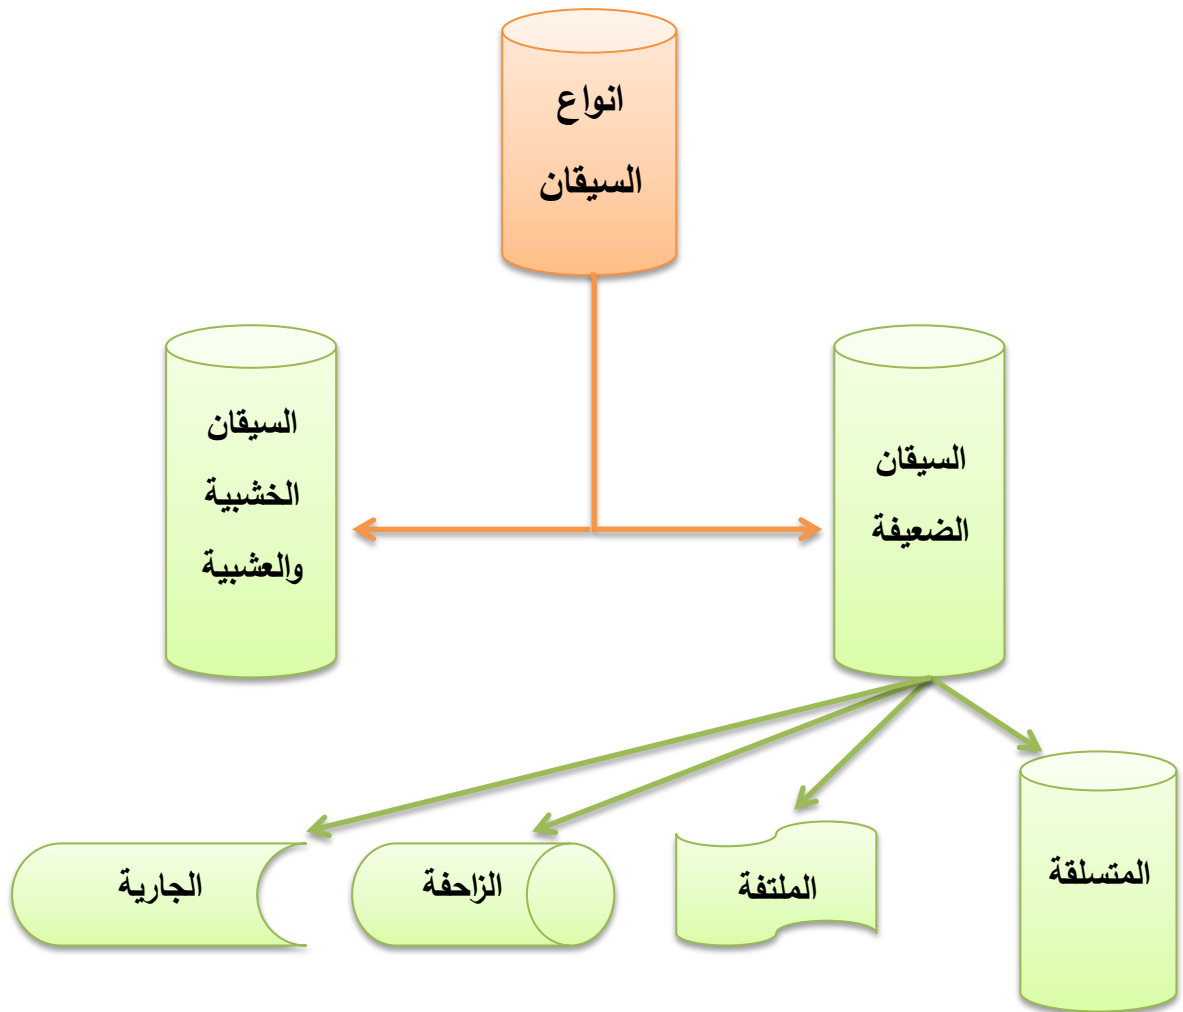 انواع
السيقان
السيقان
الضعيفة
السيقان
الخشبية
والعشبية
المتسلقة
الملتفة
الزاحفة
الجارية